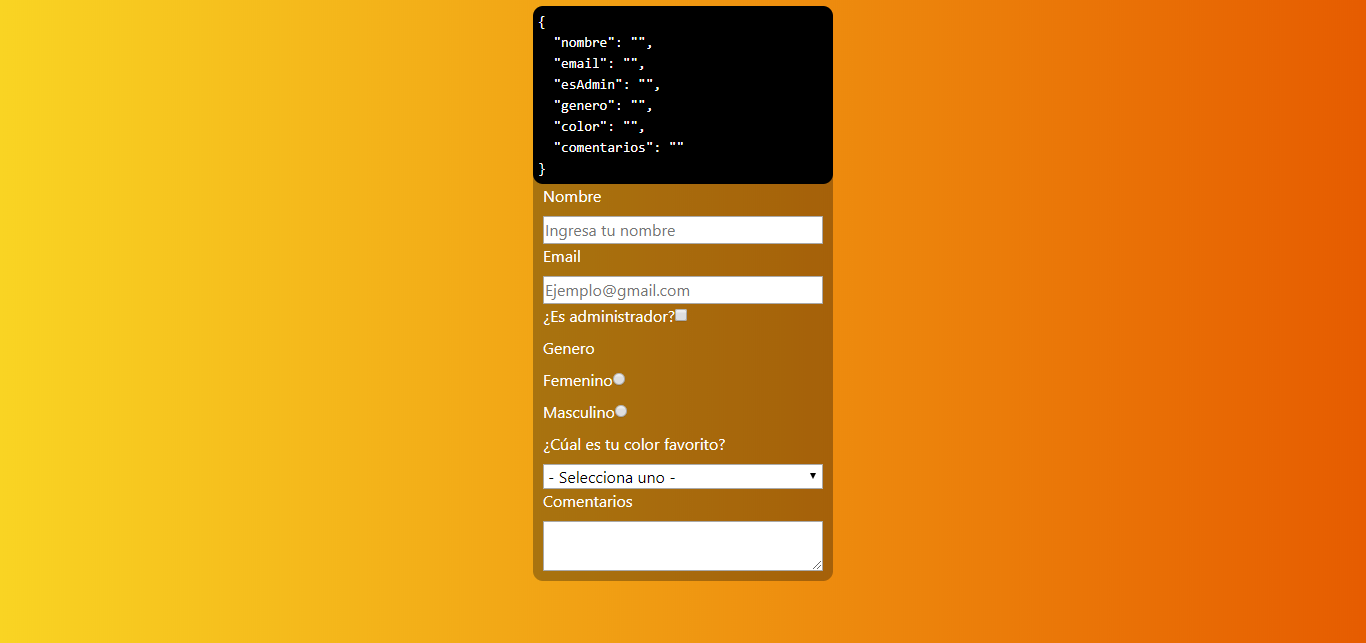 {
"nombre": "",
"email": "",
"esAdmin": "",
"genero": "",
"color": "",
"comentarios": ""
}
Nombre
Ingresa tu nombre
Email
Ejemplo@gmail.com
¿Es administrador?
Genero
Femenino
Masculino
¿Cúal es tu color favorito?
- Selecciona uno -
Comentarios